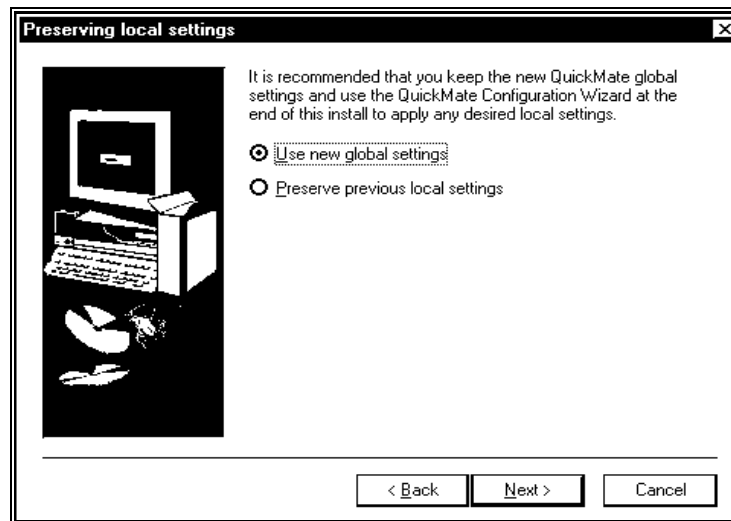 Preserving local settings
It is recommended that you keep the new QuickMate global
settings and use the QuickMate Configuration Wizard at the
end of this install to apply any desired local settings.
Use new global settings
Preserve previous local settings
< Back
Next >
Cancel